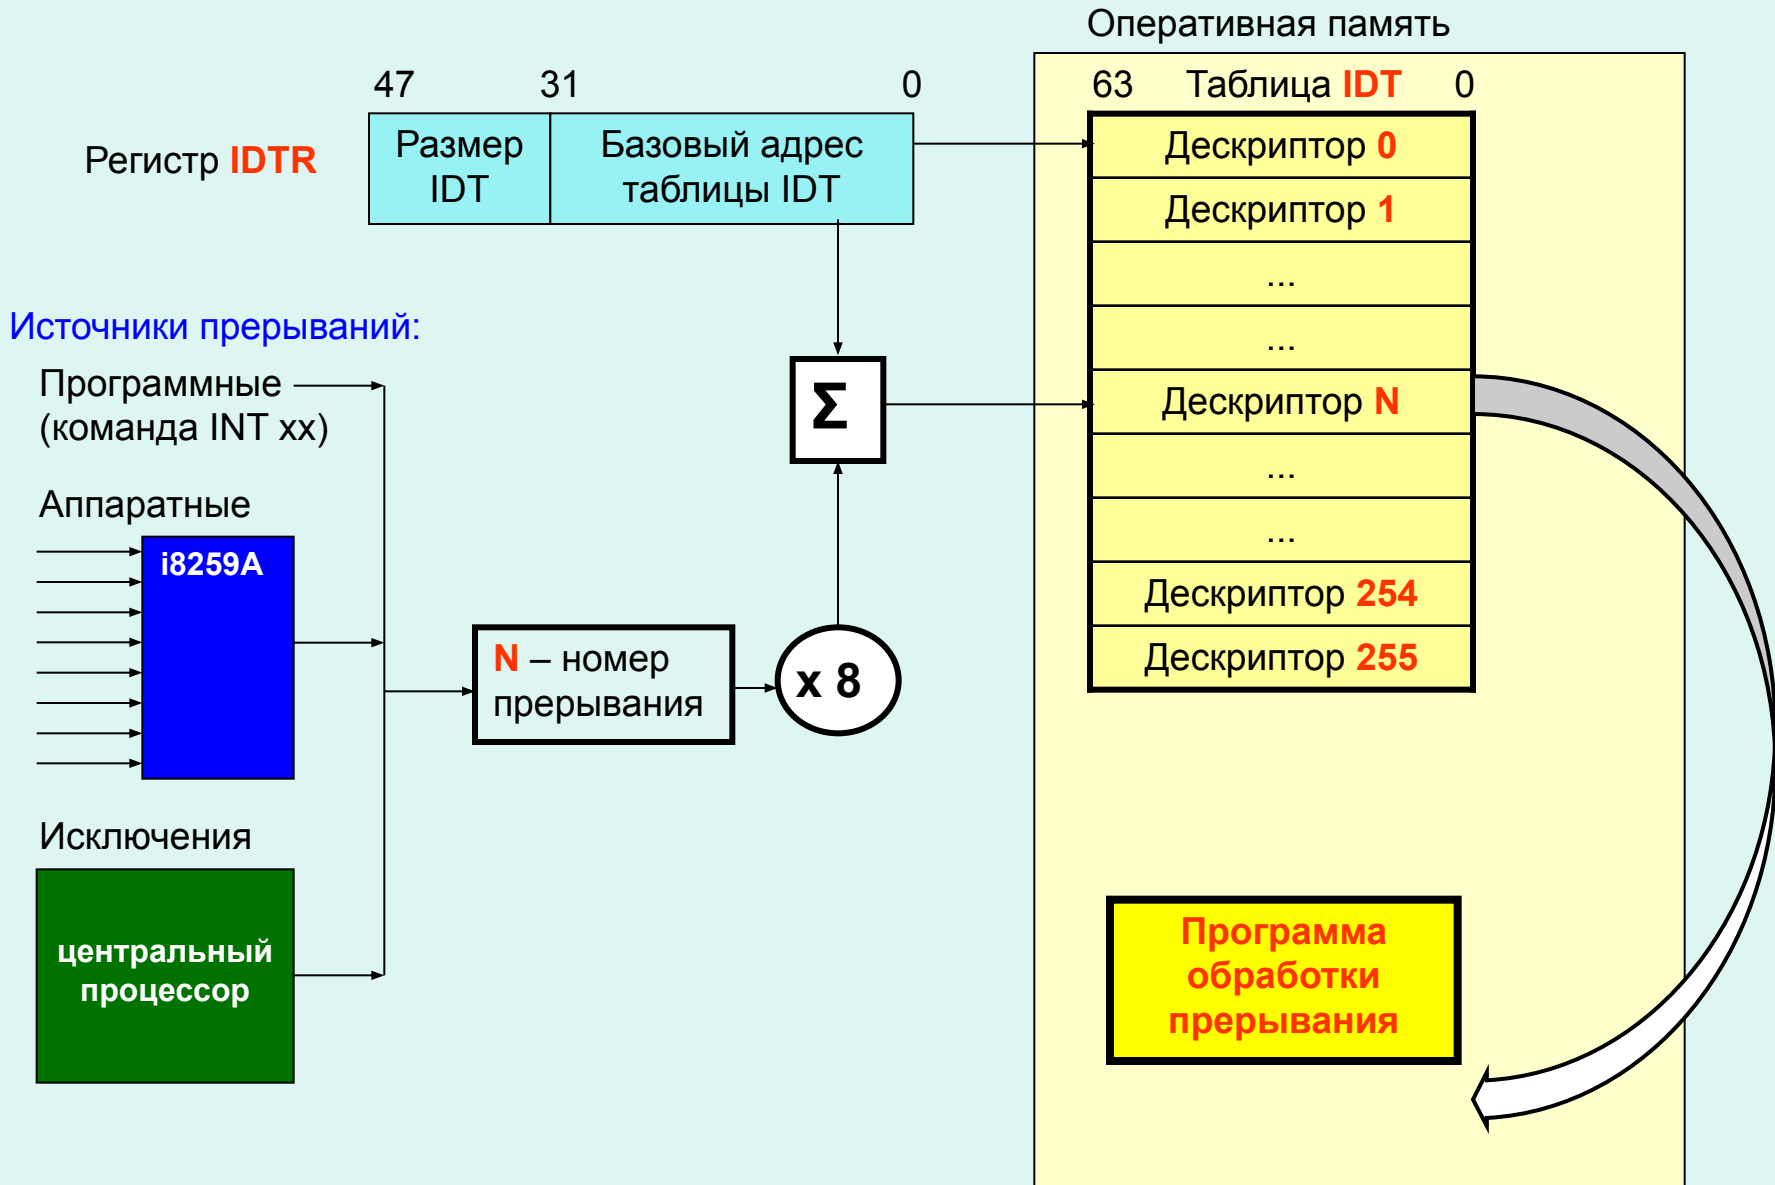 Оперативная память
47 31 0
63 Таблица IDT 0
Регистр IDTR
Размер
IDT
Базовый адрес
таблицы IDT
Дескриптор 0
Дескриптор 1
...
...
Дескриптор N
...
...
Дескриптор 254
Дескриптор 255
Источники прерываний:
Программные
(команда INT xx)
Σ
Аппаратные
i8259A
N – номер
прерывания
x 8
Исключения
центральный
процессор
Программа
обработки
прерывания